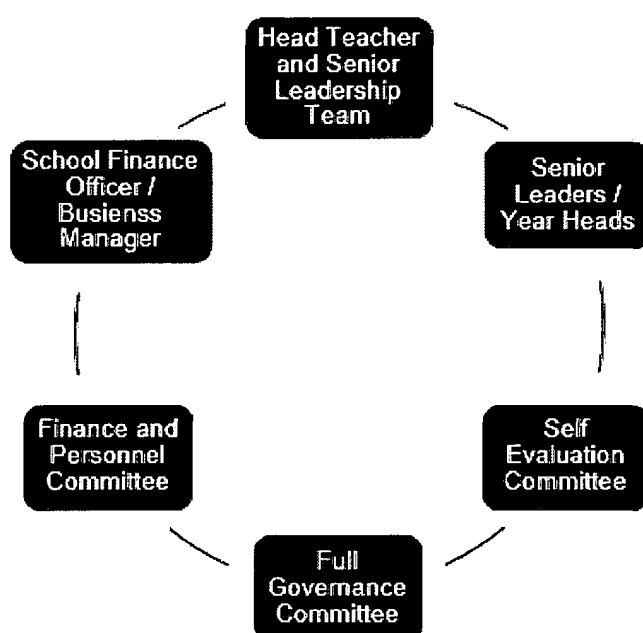 Head Teacher
and Senior
Leadership
Team
School Finance
Officer /
Busienss
Manager
Senior
Leaders /
Year Heads
Finance and
Personnel
Committee
Self
Evaluation
Committee
Full
Governance
Committee